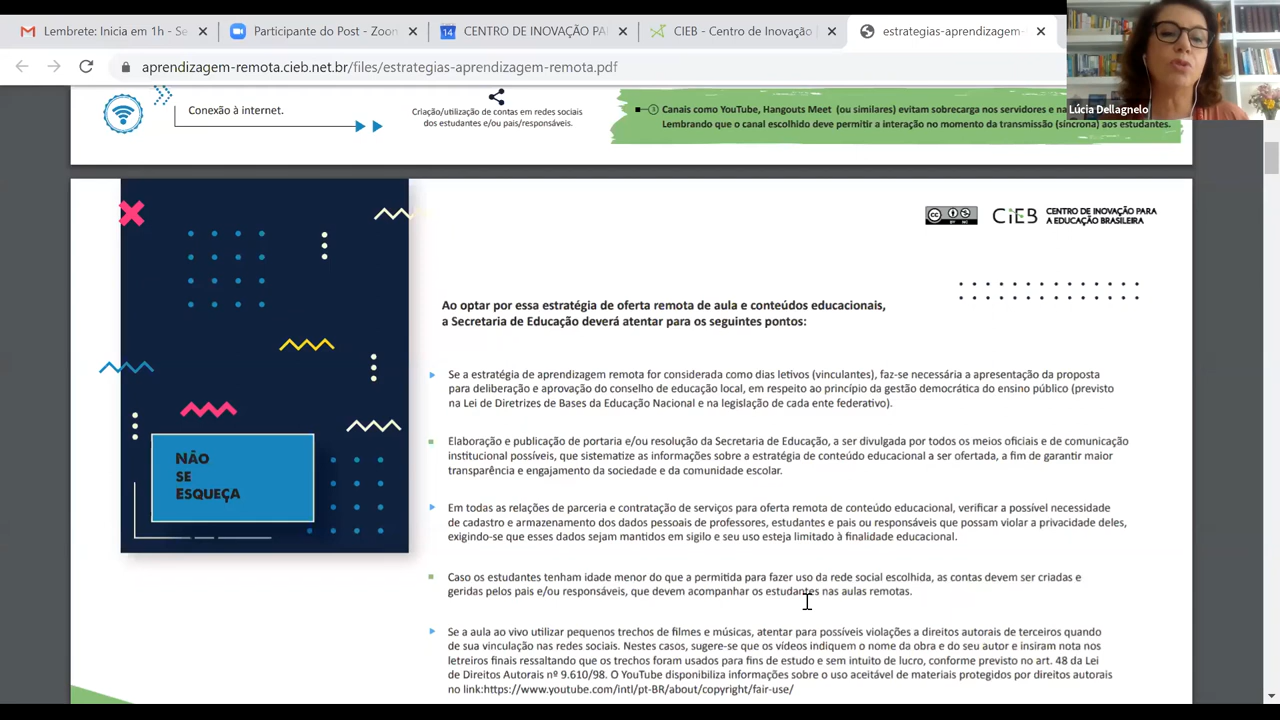 Lembrete: Inicia em 1h - Se
Participante do Post - Zoon
14
CENTRO DE INOVAÇÃO PA
CIEB - Centro de Inovação
estrategias-aprendizagem-
aprendizagem-remota.cieb.net.br/files/estrategias-aprendizagem-remota.pdf
Lúcia Dellagnelo
Conexão à internet.
Criação/utilização de contas em redes sociais
dos estudantes e/ou pais/responsáveis.
3 Canais como YouTube, Hangouts Meet (ou similares) evitam sobrecarga nos servidores e na
Lembrando que o canal escolhido deve permitir a interação no momento da transmissão (síncrona) aos estudantes.
cc BY NC
CIEB CENTRO DE INOVAÇÃO PARA
A EDUCAÇÃO BRASILEIRA
NÃO
SE
ESQUEÇA
Ao optar por essa estratégia de oferta remota de aula e conteúdos educacionais,
a Secretaria de Educação deverá atentar para os seguintes pontos:
Se a estratégia de aprendizagem remota for considerada como dias letivos (vinculantes), faz-se necessária a apresentação da proposta
para deliberação e aprovação do conselho de educação local, em respeito ao princípio da gestão democrática do ensino público (previsto
na Lei de Diretrizes de Bases da Educação Nacional e na legislação de cada ente federativo).
Elaboração e publicação de portaria e/ou resolução da Secretaria de Educação, a ser divulgada por todos os meios oficiais e de comunicação
institucional possíveis, que sistematize as informações sobre a estratégia de conteúdo educacional a ser ofertada, a fim de garantir maior
transparência e engajamento da sociedade e da comunidade escolar.
Em todas as relações de parceria e contratação de serviços para oferta remota de conteúdo educacional, verificar a possível necessidade
de cadastro e armazenamento dos dados pessoais de professores, estudantes e pais ou responsáveis que possam violar a privacidade deles,
exigindo-se que esses dados sejam mantidos em sigilo e seu uso esteja limitado à finalidade educacional.
Caso os estudantes tenham idade menor do que a permitida para fazer uso da rede social escolhida, as contas devem ser criadas e
geridas pelos pais e/ou responsáveis, que devem acompanhar os estudantes nas aulas remotas.
Se a aula ao vivo utilizar pequenos trechos de filmes e músicas, atentar para possíveis violações a direitos autorais de terceiros quando
de sua vinculação nas redes sociais. Nestes casos, sugere-se que os vídeos indiquem o nome da obra e do seu autor e insiram nota nos
letreiros finais ressaltando que os trechos foram usados para fins de estudo e sem intuito de lucro, conforme previsto no art. 48 da Lei
de Direitos Autorais nº 9.610/98. O YouTube disponibiliza informações sobre o uso aceitável de materiais protegidos por direitos autorais
no link:https://www.youtube.com/intl/pt-BR/about/copyright/fair-use/